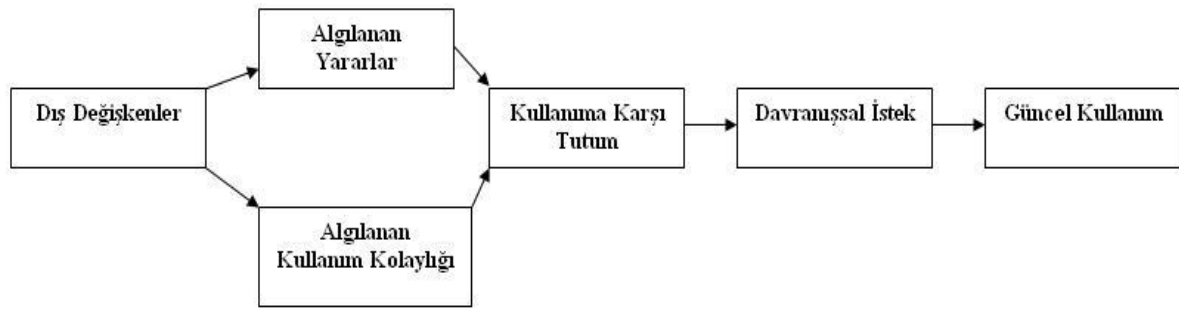 Algılanan
Yararlar
Dış Değişkenler
Kullanıma Karşı
Tutum
Davranışsal İstek
Güncel Kullanım
Algılanan
Kullanım Kolaylığı